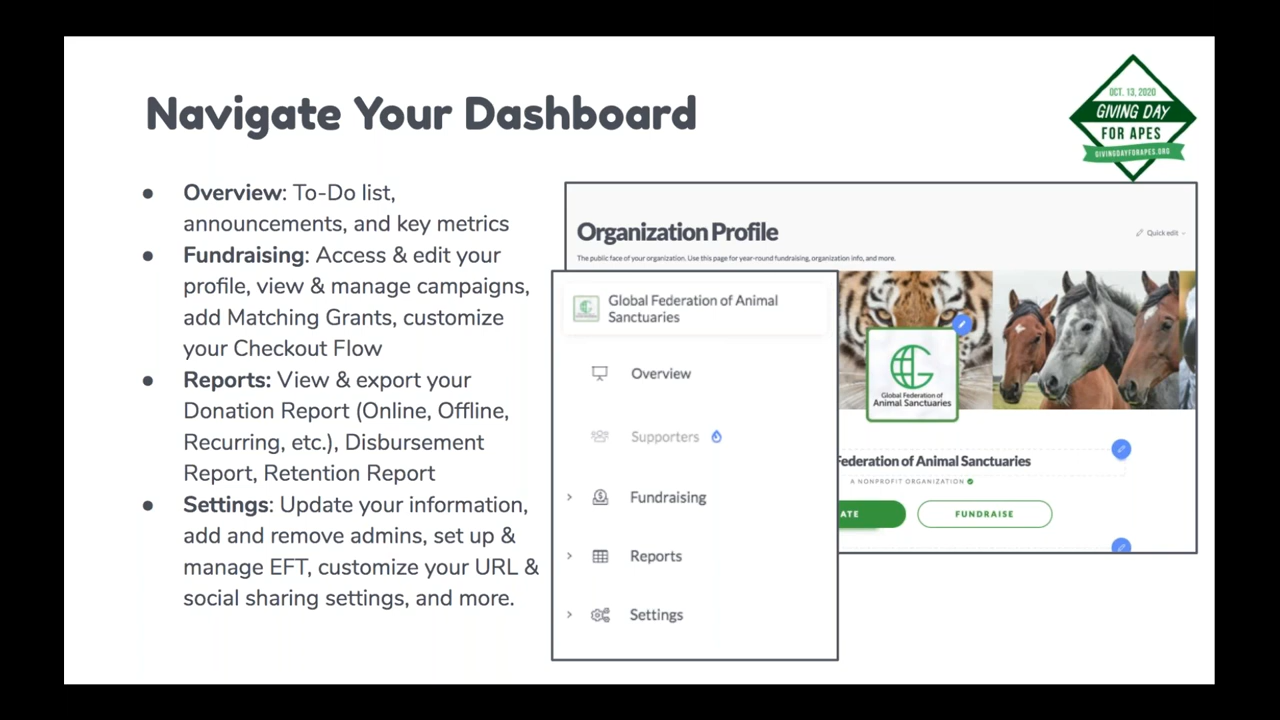 Navigate Your Dashboard
OCT. 13, 2020
GIVING DAY
FOR APES
GIVINGDAYFORAPES.ORG
● Overview: To-Do list,
announcements, and key metrics
● Fundraising: Access & edit your
profile, view & manage campaigns,
add Matching Grants, customize
your Checkout Flow
● Reports: View & export your
Donation Report (Online, Offline,
Recurring, etc.), Disbursement
Report, Retention Report
● Settings: Update your information,
add and remove admins, set up &
manage EFT, customize your URL &
social sharing settings, and more.
Organization Profile
Quick edit
The public face of your organization. Use this page for year-round fundraising, organization info, and more.
Global Federation of Animal
Sanctuaries
Overview
Supporters
Fundraising
Reports
Settings
Global Federation of
Animal Sanctuaries
Federation of Animal Sanctuaries
A NONPROFIT ORGANIZATION
ATE
FUNDRAISE